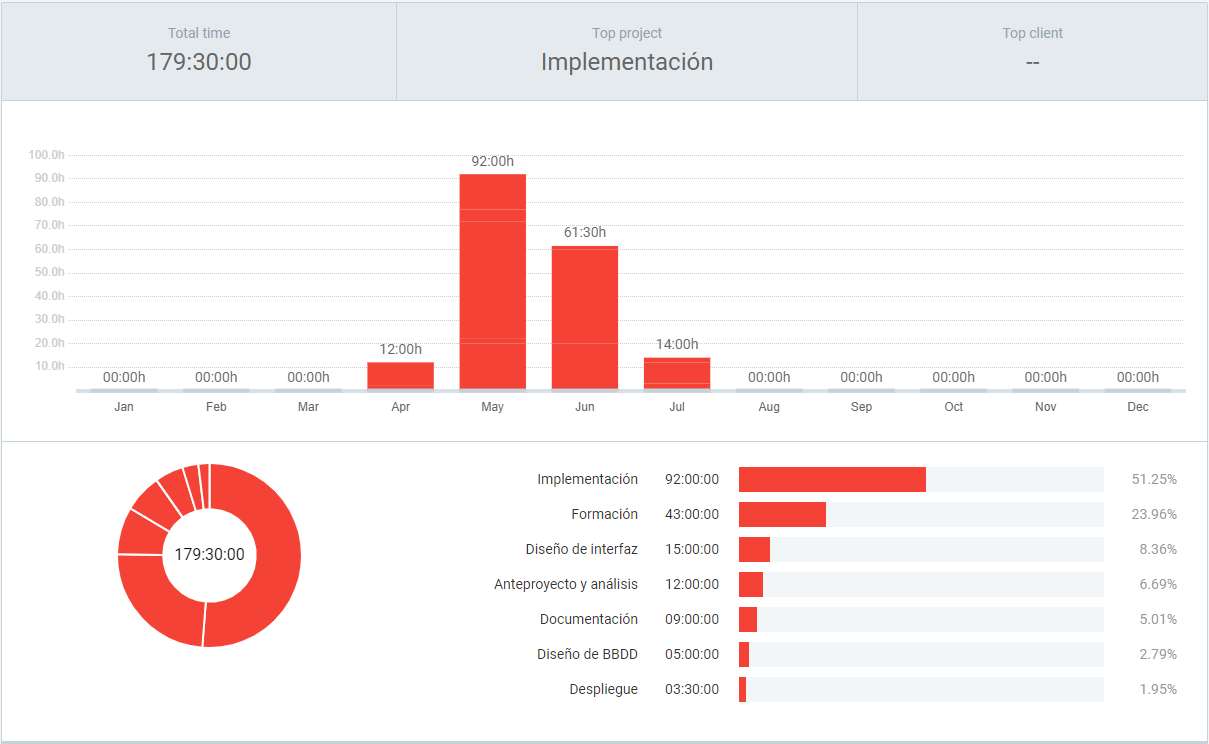 Total time Top project Top client
179:30:00 Implementación --
100.0h
92:00h
90.0h
80.0h
70.0h
61:30h
60.0h
50.0h
40.0h
30.0h
20.0h
12:00h 14:00h
10.0h
00:00h 00:00h 00:00h 00:00h 00:00h 00:00h 00:00h 00:00h
Jan Feb Mar Apr May Jun Jul Aug Sep Oct Nov Dec
179:30:00
Implementación 92:00:00 51.25%
Formación 43:00:00 23.96%
Diseño de interfaz 15:00:00 8.36%
Anteproyecto y análisis 12:00:00 6.69%
Documentación 09:00:00 5.01%
Diseño de BBDD 05:00:00 2.79%
Despliegue 03:30:00 1.95%